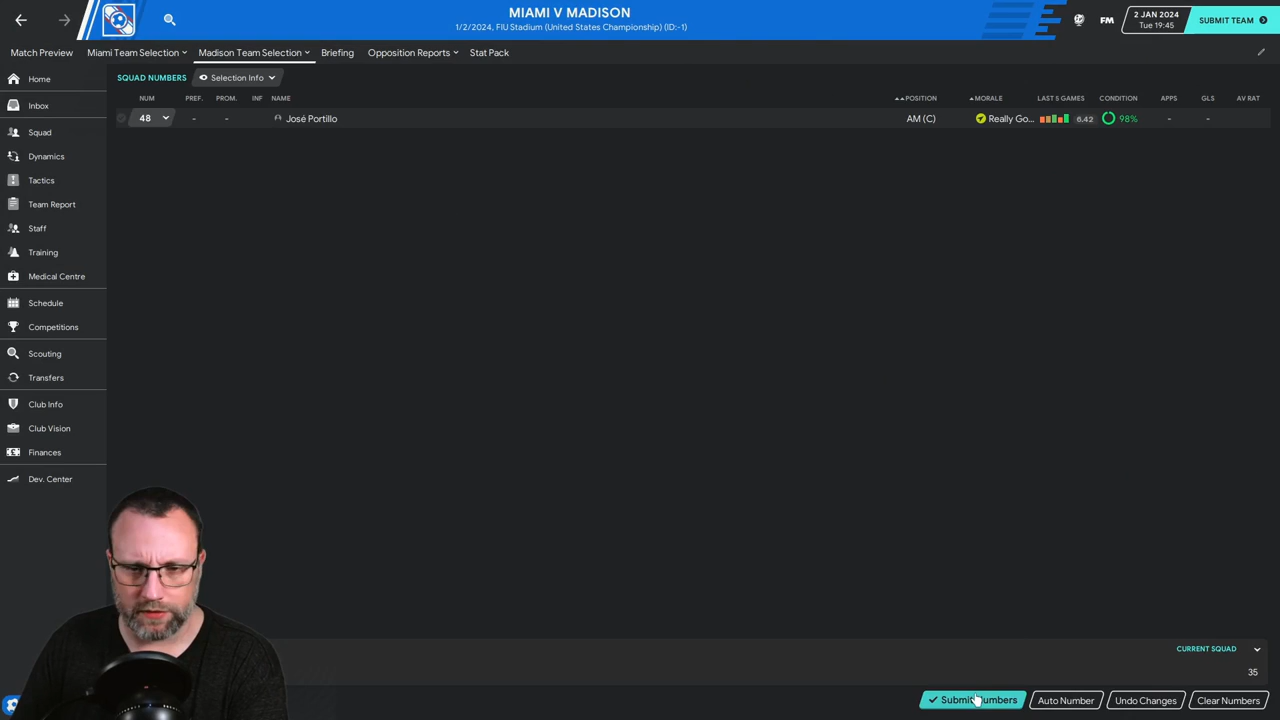 MIAMI V MADISON
1/2/2024, FIU Stadium (United States Championship) (ID:-1)
FM
2 JAN 2024
TUE 19:45
SUBMIT TEAM
Match Preview
Miami Team Selection
Madison Team Selection
Briefing
Opposition Reports
Stat Pack
Home
Inbox
Squad
Dynamics
Tactics
Team Report
Staff
Training
Medical Centre
Schedule
Competitions
Scouting
Transfers
Club Info
Club Vision
Finances
Dev. Center
SQUAD NUMBERS
Selection Info
NUM PREF. PROM. INF NAME POSITION MORALE LAST 5 GAMES CONDITION APPS GLS AV RAT
48 - - José Portillo AM (C) Really Go... 6.42 98% - -
CURRENT SQUAD
35
Submit Numbers
Auto Number
Undo Changes
Clear Numbers